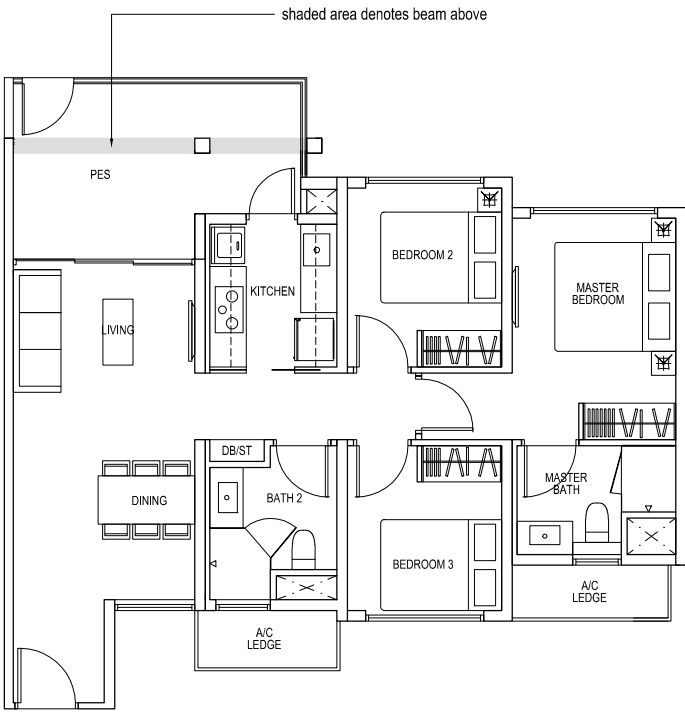 shaded area denotes beam above
PES
BEDROOM 2
KITCHEN
MASTER
BEDROOM
LIVING
DB/ST
MASTER
BATH
BATH 2
DINING
BEDROOM 3
A/C
LEDGE
A/C
LEDGE